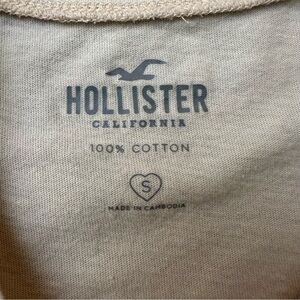 HOLLISTER
CALIFORNIA
100% COTTON
S
MADE IN CAMBODIA